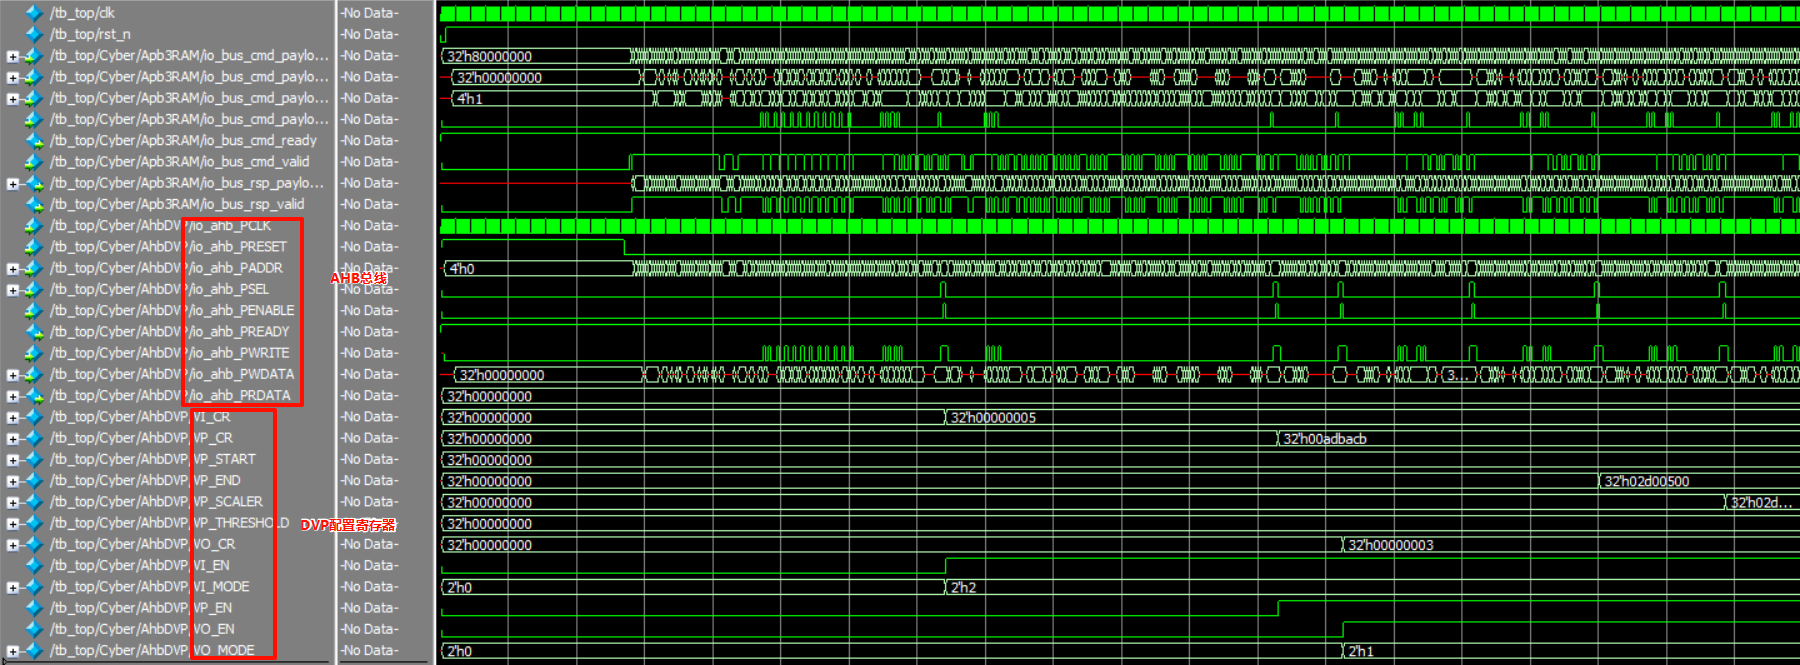 /tb_top/clk -No Data-
/tb_top/rst_n -No Data-
/tb_top/Cyber/Apb3RAM/io_bus_cmd_paylo... -No Data- 32'h80000000
/tb_top/Cyber/Apb3RAM/io_bus_cmd_paylo... -No Data- 32'h00000000
/tb_top/Cyber/Apb3RAM/io_bus_cmd_paylo... -No Data- 4'h1
/tb_top/Cyber/Apb3RAM/io_bus_cmd_paylo... -No Data-
/tb_top/Cyber/Apb3RAM/io_bus_cmd_ready -No Data-
/tb_top/Cyber/Apb3RAM/io_bus_cmd_valid -No Data-
/tb_top/Cyber/Apb3RAM/io_bus_rsp_paylo... -No Data-
/tb_top/Cyber/Apb3RAM/io_bus_rsp_valid -No Data-
/tb_top/Cyber/AhbDVP/io_ahb_PCLK -No Data-
/tb_top/Cyber/AhbDVP/io_ahb_PRESET -No Data-
/tb_top/Cyber/AhbDVP/io_ahb_PADDR -No Data- 4'h0
AHB总线
/tb_top/Cyber/AhbDVP/io_ahb_PSEL -No Data-
/tb_top/Cyber/AhbDVP/io_ahb_PENABLE -No Data-
/tb_top/Cyber/AhbDVP/io_ahb_PREADY -No Data-
/tb_top/Cyber/AhbDVP/io_ahb_PWRITE -No Data-
/tb_top/Cyber/AhbDVP/io_ahb_PWDATA -No Data- 32'h00000000 3...
/tb_top/Cyber/AhbDVP/io_ahb_PRDATA -No Data- 32'h00000000
/tb_top/Cyber/AhbDVP/VI_CR -No Data- 32'h00000000 32'h00000005
/tb_top/Cyber/AhbDVP/VP_CR -No Data- 32'h00000000 32'h00adbacb
/tb_top/Cyber/AhbDVP/VP_START -No Data- 32'h00000000
/tb_top/Cyber/AhbDVP/VP_END -No Data- 32'h00000000 32'h02d00500
/tb_top/Cyber/AhbDVP/VP_SCALER -No Data- 32'h00000000 32'h02d...
/tb_top/Cyber/AhbDVP/VP_THRESHOLD -No Data- 32'h00000000
DVP配置寄存器
/tb_top/Cyber/AhbDVP/VO_CR -No Data- 32'h00000000 32'h00000003
/tb_top/Cyber/AhbDVP/VI_EN -No Data-
/tb_top/Cyber/AhbDVP/VI_MODE -No Data- 2'h0 2'h2
/tb_top/Cyber/AhbDVP/VP_EN -No Data-
/tb_top/Cyber/AhbDVP/VO_EN -No Data-
/tb_top/Cyber/AhbDVP/VO_MODE -No Data- 2'h0 2'h1